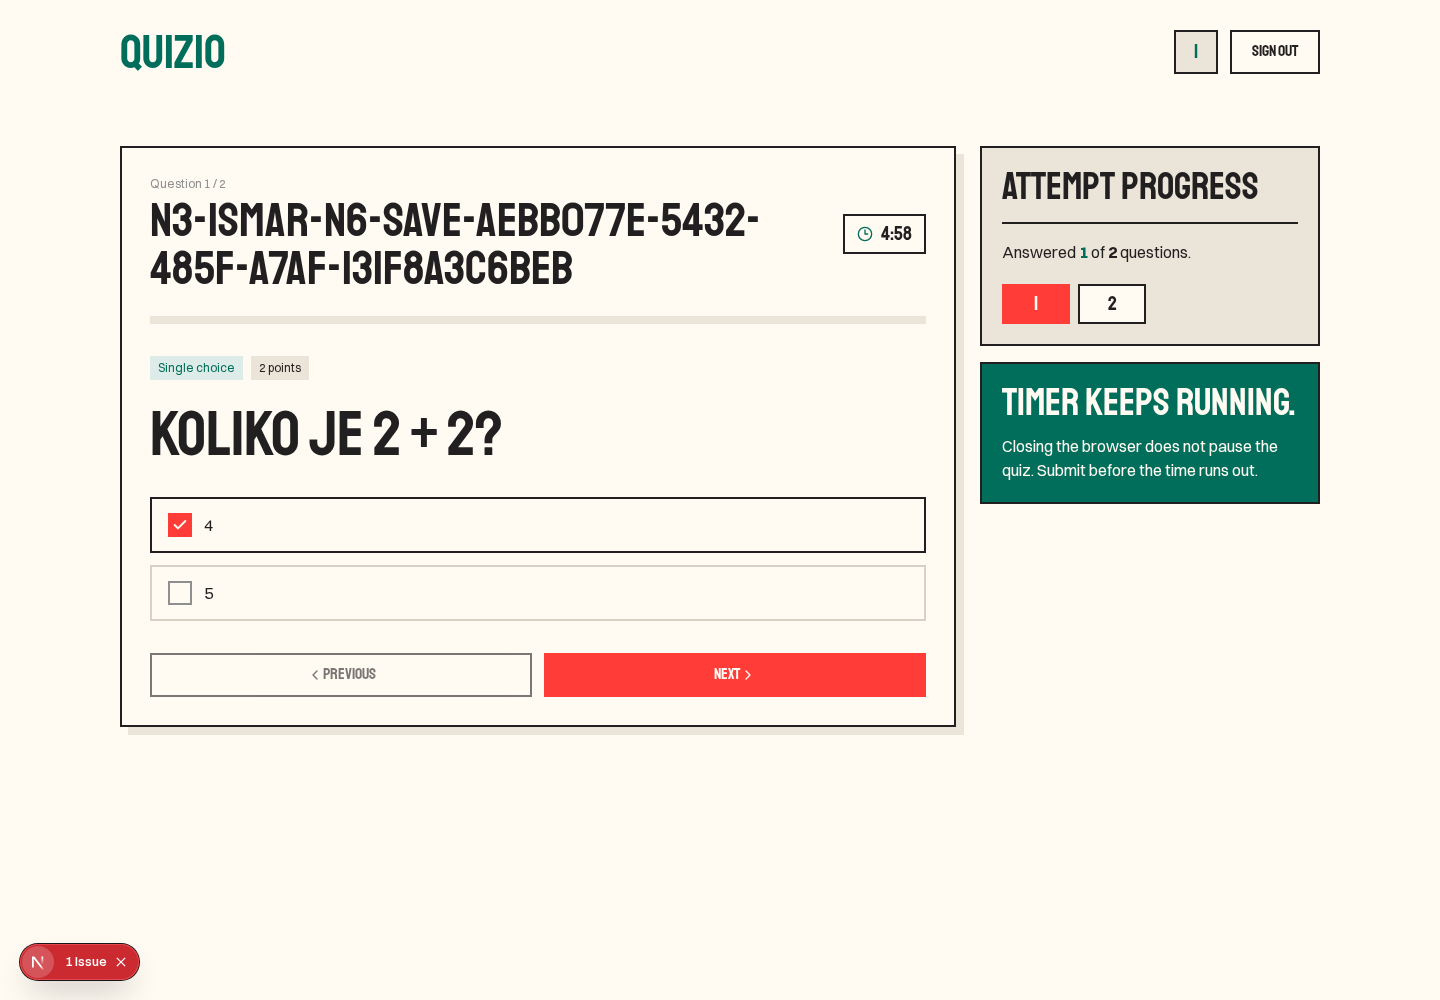 QUIZIO
I
SIGN OUT
Question 1 / 2
N3-ISMAR-N6-SAVE-AEBB077E-5432-
485F-A7AF-131F8A3C6BEB
4:58
Single choice
2 points
KOLIKO JE 2 + 2?
4
5
PREVIOUS
NEXT
ATTEMPT PROGRESS
Answered 1 of 2 questions.
1
2
TIMER KEEPS RUNNING.
Closing the browser does not pause the
quiz. Submit before the time runs out.
N
1 Issue